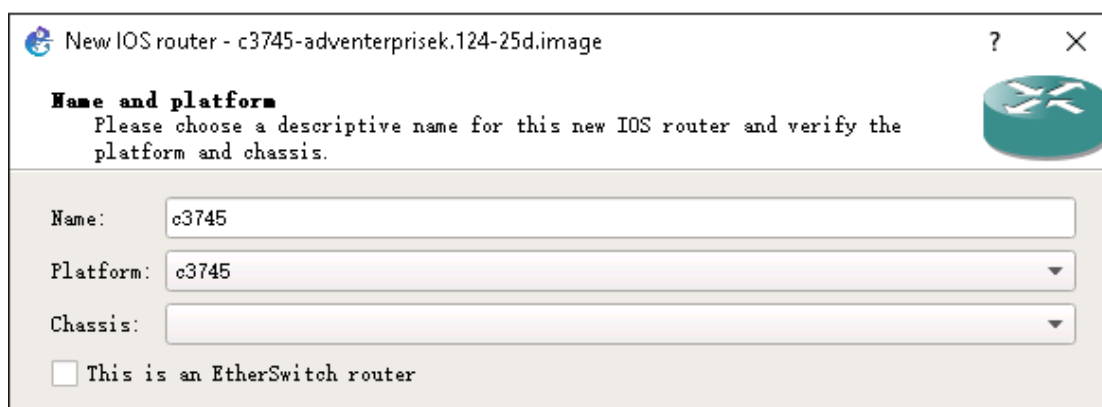 New IOS router - c3745-adventerprisek.124-25d.image
? ×
Name and platform
Please choose a descriptive name for this new IOS router and verify the
platform and chassis.
Name: c3745
Platform: c3745
Chassis:
This is an EtherSwitch router